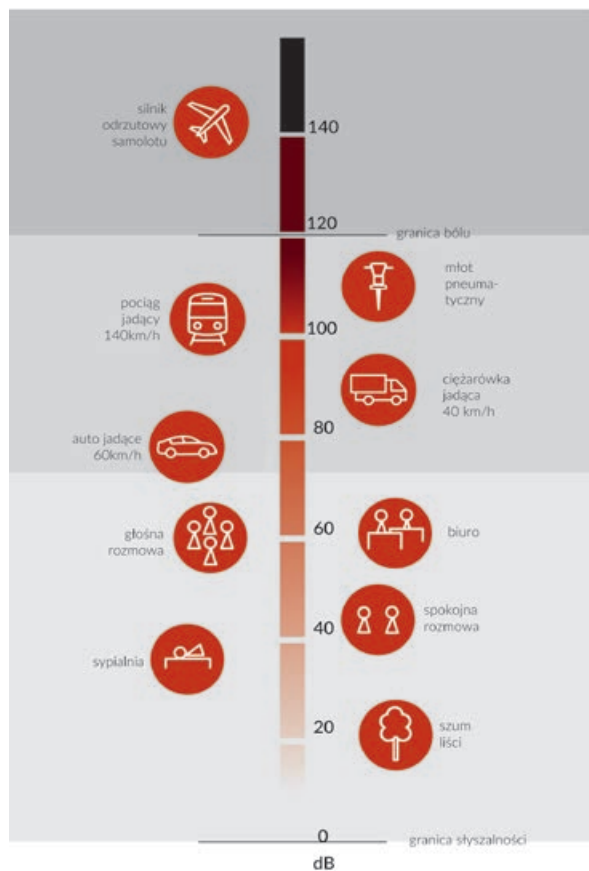 silnik
odrzutowy
samolotu
140
120
granica bólu
młot
pneuma-
tyczny
pociąg
jadący
140km/h
100
ciężarówka
jadąca
40 km/h
80
auto jadące
60km/h
60
głośna
rozmowa
biuro
spokojna
rozmowa
40
sypialnia
20
szum
liści
0
granica słyszalności
dB